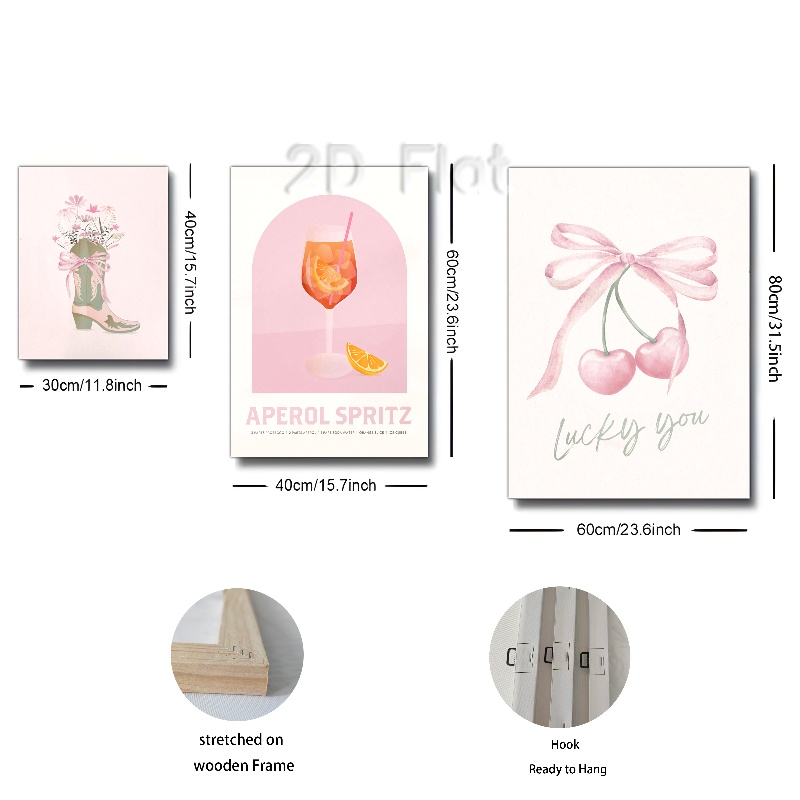 2D Flat
40cm/15.7inch
30cm/11.8inch
APEROL SPRITZ
60cm/23.6inch
40cm/15.7inch
Lucky you
80cm/31.5inch
60cm/23.6inch
stretched on
wooden Frame
Hook
Ready to Hang